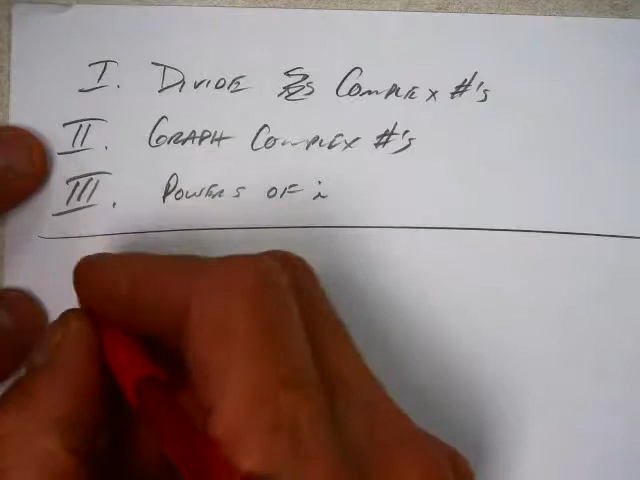 I. DIVIDE COMPLEX #'s
II. GRAPH COMPLEX #'s
III. POWERS OF i